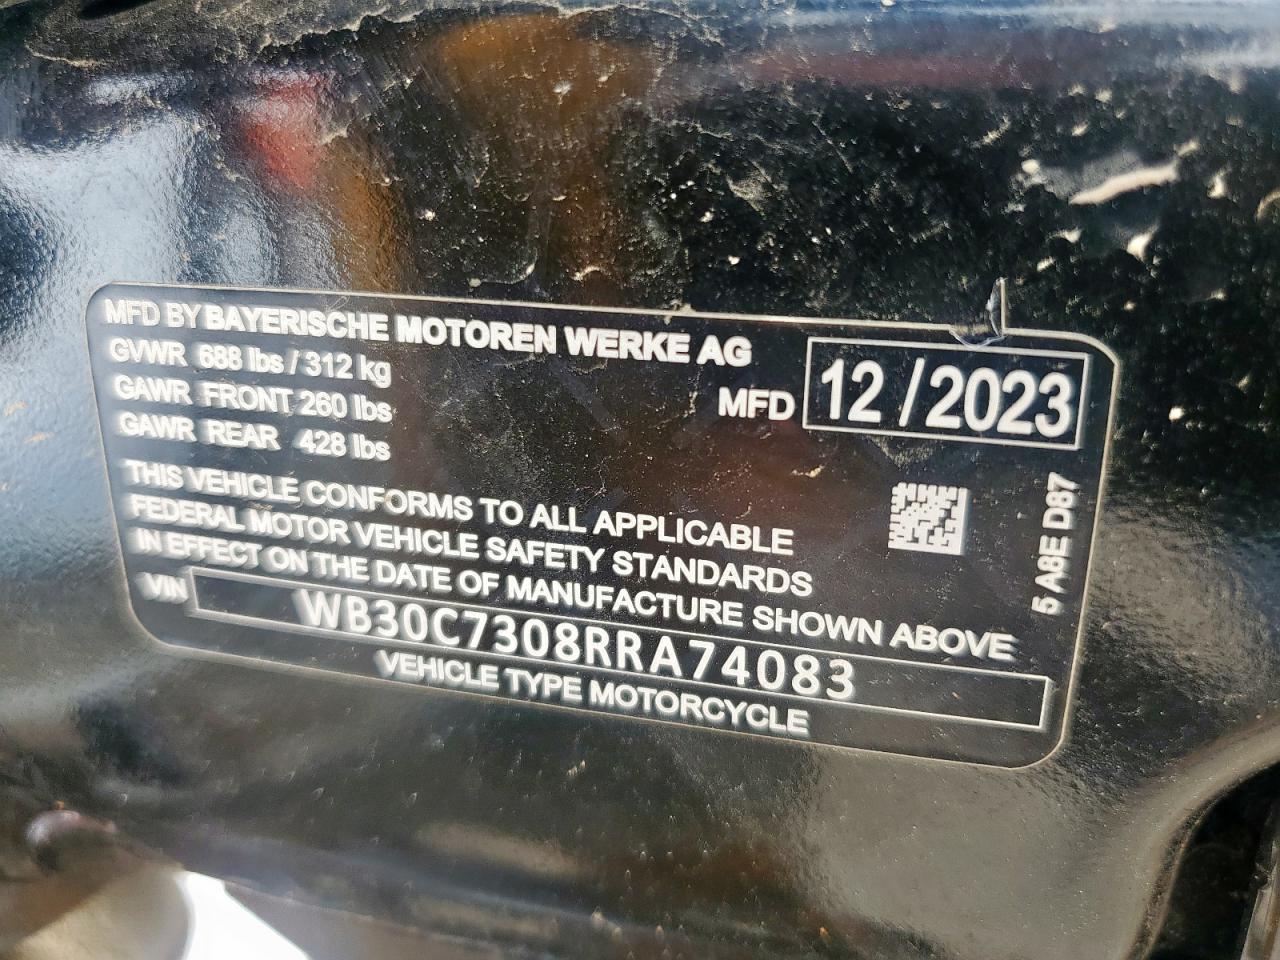 MFD BY BAYERISCHE MOTOREN WERKE AG
GVWR 688 lbs / 312 kg
GAWR FRONT 260 lbs
GAWR REAR 428 lbs
MFD 12 / 2023
THIS VEHICLE CONFORMS TO ALL APPLICABLE
FEDERAL MOTOR VEHICLE SAFETY STANDARDS
IN EFFECT ON THE DATE OF MANUFACTURE SHOWN ABOVE
VIN WB30C7308RRA74083
VEHICLE TYPE MOTORCYCLE
5 A8E D87